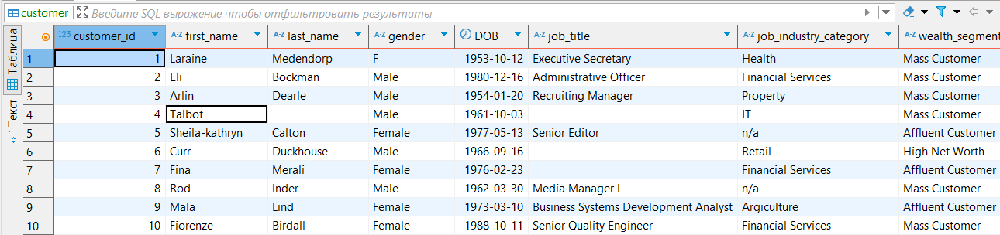 customer Введите SQL выражение чтобы отфильтровать результаты
Таблица
Текст
123 customer_id A-Z first_name A-Z last_name A-Z gender DOB A-Z job_title A-Z job_industry_category A-Z wealth_segment
1 1 Laraine Medendorp F 1953-10-12 Executive Secretary Health Mass Customer
2 2 Eli Bockman Male 1980-12-16 Administrative Officer Financial Services Mass Customer
3 3 Arlin Dearle Male 1954-01-20 Recruiting Manager Property Mass Customer
4 4 Talbot Male 1961-10-03 IT Mass Customer
5 5 Sheila-kathryn Calton Female 1977-05-13 Senior Editor n/a Affluent Customer
6 6 Curr Duckhouse Male 1966-09-16 Retail High Net Worth
7 7 Fina Merali Female 1976-02-23 Financial Services Affluent Customer
8 8 Rod Inder Male 1962-03-30 Media Manager I n/a Mass Customer
9 9 Mala Lind Female 1973-03-10 Business Systems Development Analyst Argiculture Affluent Customer
10 10 Fiorenze Birdall Female 1988-10-11 Senior Quality Engineer Financial Services Mass Customer